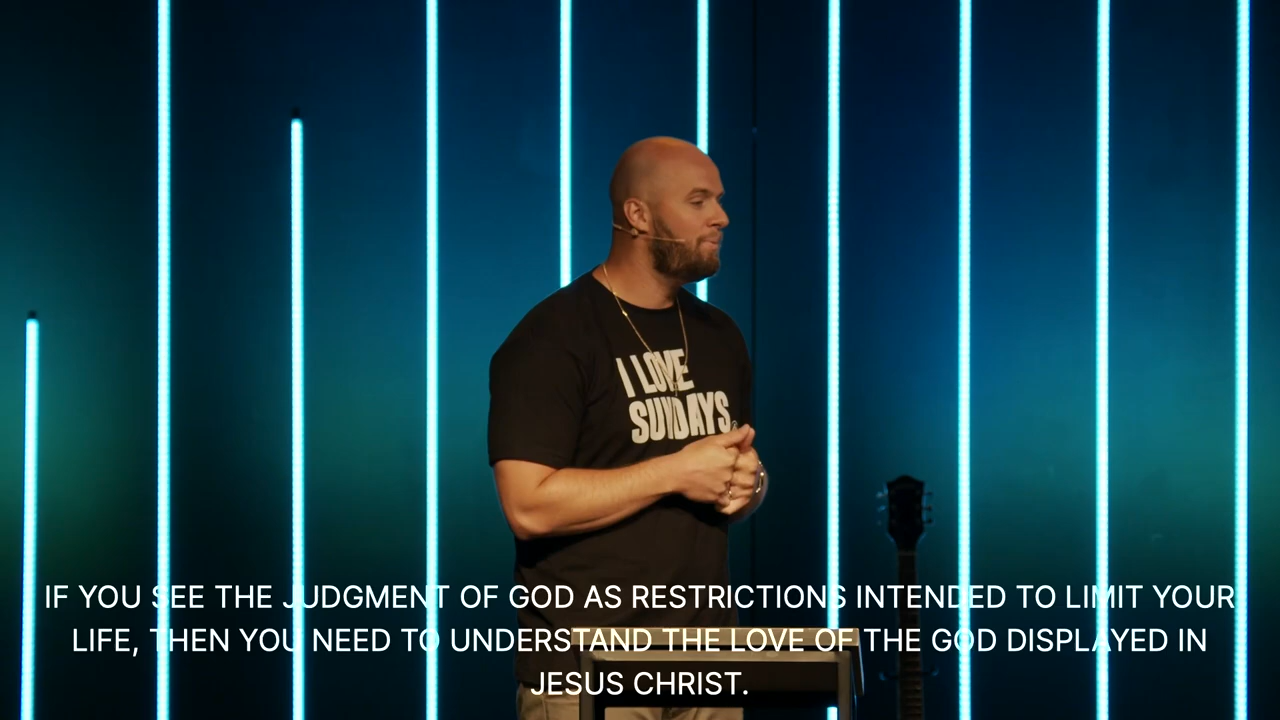 I LOVE
SUNDAYS
IF YOU SEE THE JUDGMENT OF GOD AS RESTRICTIONS INTENDED TO LIMIT YOUR
LIFE, THEN YOU NEED TO UNDERSTAND THE LOVE OF THE GOD DISPLAYED IN
JESUS CHRIST.